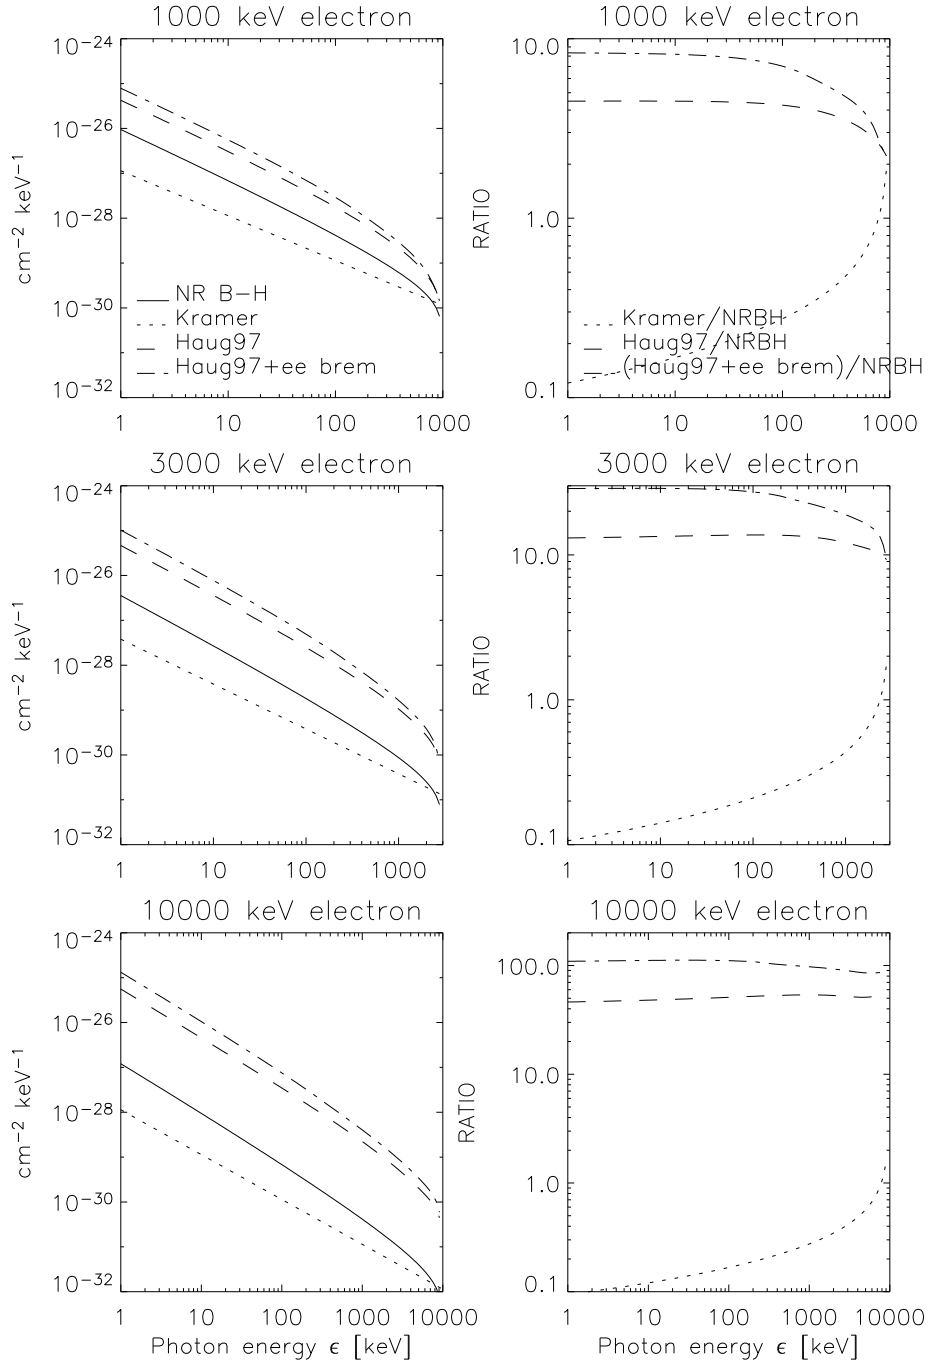 1000 keV electron
1000 keV electron
10⁻²⁴
10⁻²⁶
10⁻²⁸
10⁻³⁰
10⁻³²
cm⁻² keV⁻¹
NR B−H
Kramer
Haug97
Haug97+ee brem
1 10 100 1000
10.0
1.0
0.1
RATIO
Kramer/NRBH
Haug97/NRBH
(Haug97+ee brem)/NRBH
1 10 100 1000
3000 keV electron
3000 keV electron
10⁻²⁴
10⁻²⁶
10⁻²⁸
10⁻³⁰
10⁻³²
cm⁻² keV⁻¹
1 10 100 1000
10.0
1.0
0.1
RATIO
1 10 100 1000
10000 keV electron
10000 keV electron
10⁻²⁴
10⁻²⁶
10⁻²⁸
10⁻³⁰
10⁻³²
cm⁻² keV⁻¹
1 10 100 1000 10000
Photon energy ϵ [keV]
100.0
10.0
1.0
0.1
RATIO
1 10 100 1000 10000
Photon energy ϵ [keV]